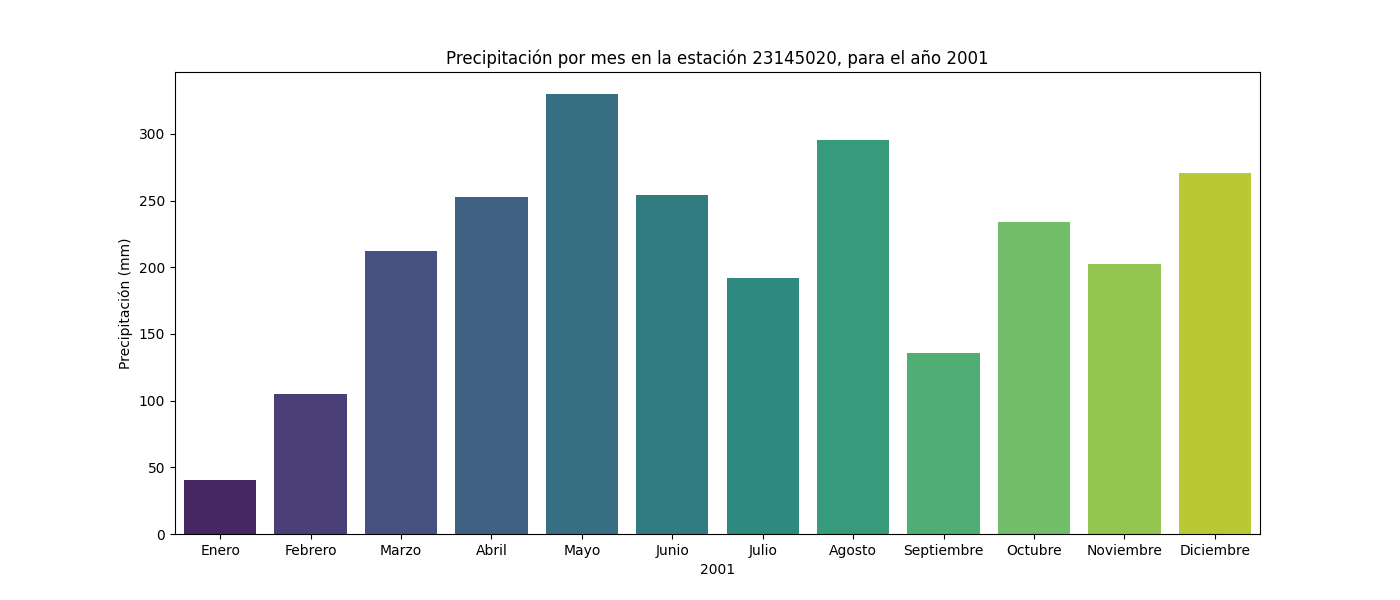 Precipitación por mes en la estación 23145020, para el año 2001
Precipitación (mm)
300
250
200
150
100
50
0
Enero Febrero Marzo Abril Mayo Junio Julio Agosto Septiembre Octubre Noviembre Diciembre
2001